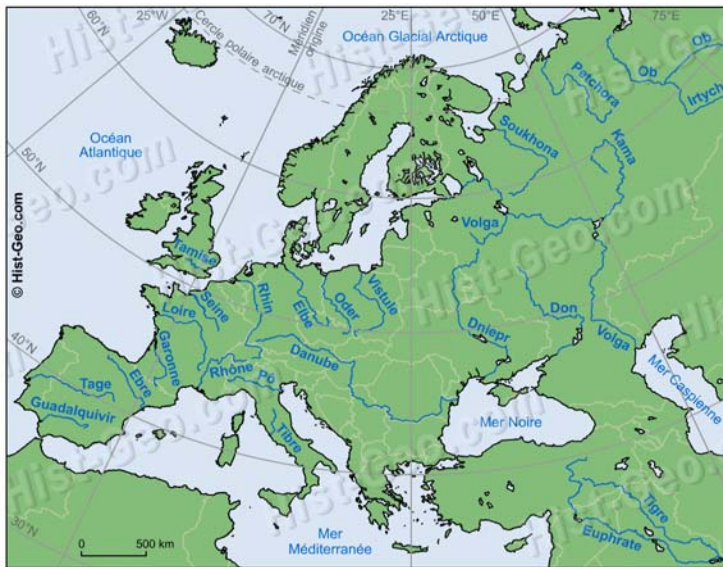 25°W
Cercle polaire arctique
70°N
Méridien
origine
Océan Glacial Arctique
25°E
50°E
75°E
60°N
Ob
Ob
Petchora
Irtych
Océan
Atlantique
Soukhona
Kama
50°N
© Hist-Geo.com
Hist-Geo.com
Tamise
Volga
Seine
Loire
Rhin
Elbe
Oder
Vistule
Dniepr
Don
Volga
Garonne
Danube
40°N
Tage
Ebre
Rhône
Pô
Guadalquivir
Tibre
Mer Noire
Mer Caspienne
Tigre
Euphrate
30°N
0
500 km
Mer
Méditerranée